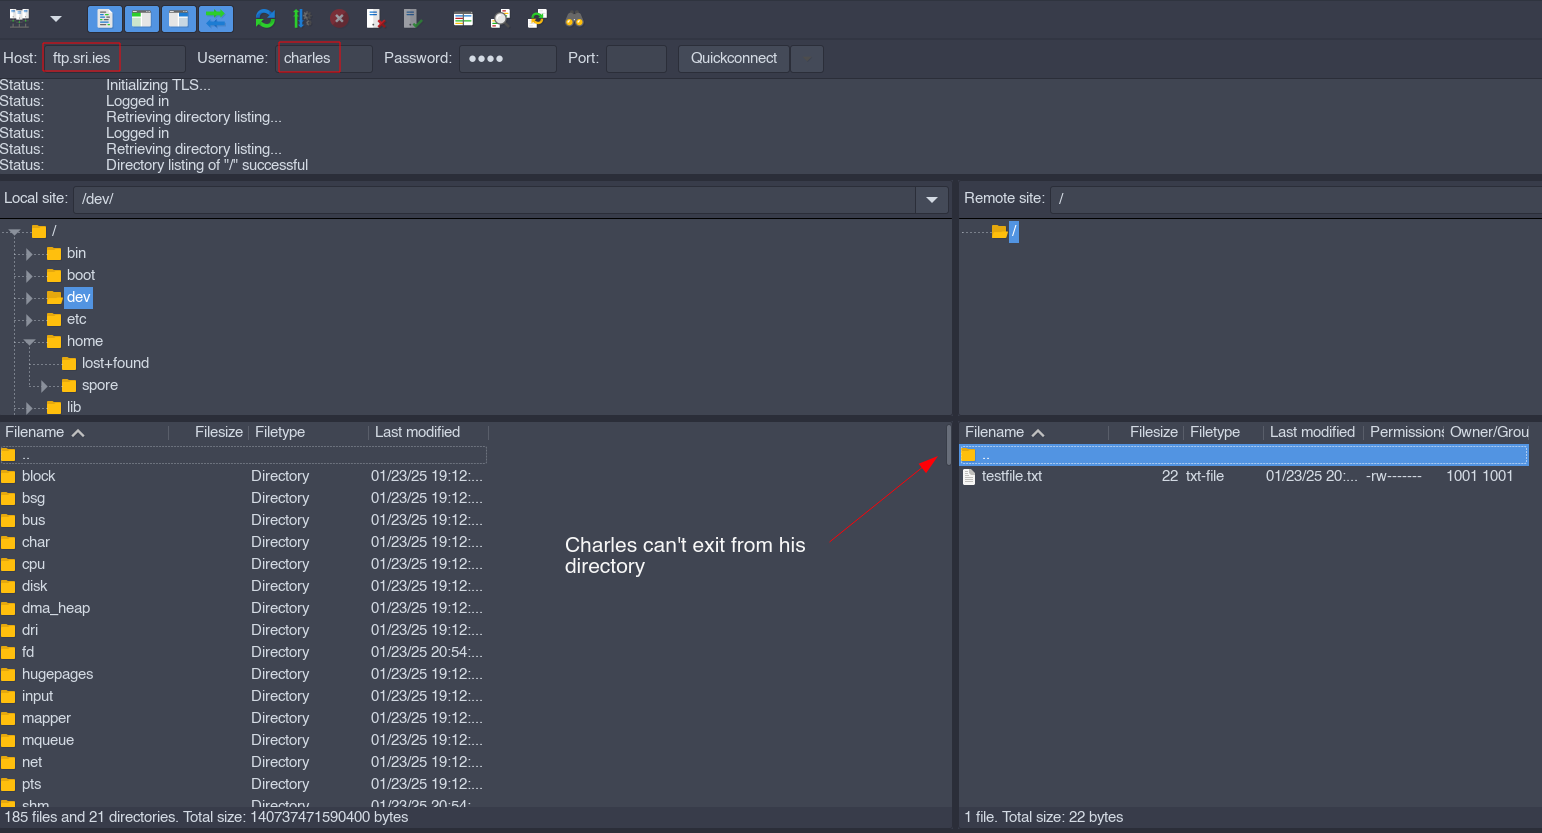 Host: ftp.sri.ies Username: charles Password: ●●●● Port: Quickconnect
Status: Initializing TLS...
Status: Logged in
Status: Retrieving directory listing...
Status: Logged in
Status: Retrieving directory listing...
Status: Directory listing of "/" successful
Local site: /dev/
/
bin
boot
dev
etc
home
lost+found
spore
lib
Filename Filesize Filetype Last modified
..
block Directory 01/23/25 19:12:...
bsg Directory 01/23/25 19:12:...
bus Directory 01/23/25 19:12:...
char Directory 01/23/25 19:12:...
cpu Directory 01/23/25 19:12:...
disk Directory 01/23/25 19:12:...
dma_heap Directory 01/23/25 19:12:...
dri Directory 01/23/25 19:12:...
fd Directory 01/23/25 20:54:...
hugepages Directory 01/23/25 19:12:...
input Directory 01/23/25 19:12:...
mapper Directory 01/23/25 19:12:...
mqueue Directory 01/23/25 19:12:...
net Directory 01/23/25 19:12:...
pts Directory 01/23/25 19:12:...
shm Directory 01/23/25 20:54:...
185 files and 21 directories. Total size: 140737471590400 bytes
Charles can't exit from his
directory
Remote site: /
/
Filename Filesize Filetype Last modified Permissions Owner/Grou
..
testfile.txt 22 txt-file 01/23/25 20:... -rw------- 1001 1001
1 file. Total size: 22 bytes